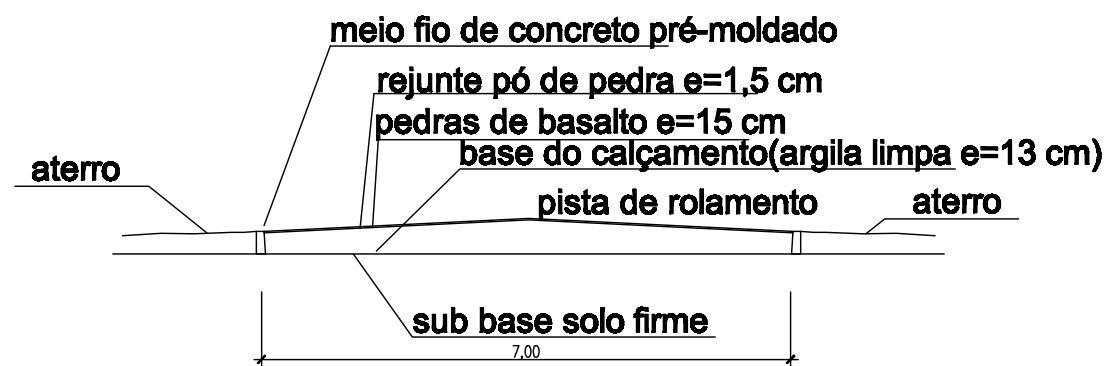 meio fio de concreto pré-moldado
rejunte pó de pedra e=1,5 cm
pedras de basalto e=15 cm
base do calçamento(argila limpa e=13 cm)
aterro
pista de rolamento
aterro
sub base solo firme
7,00